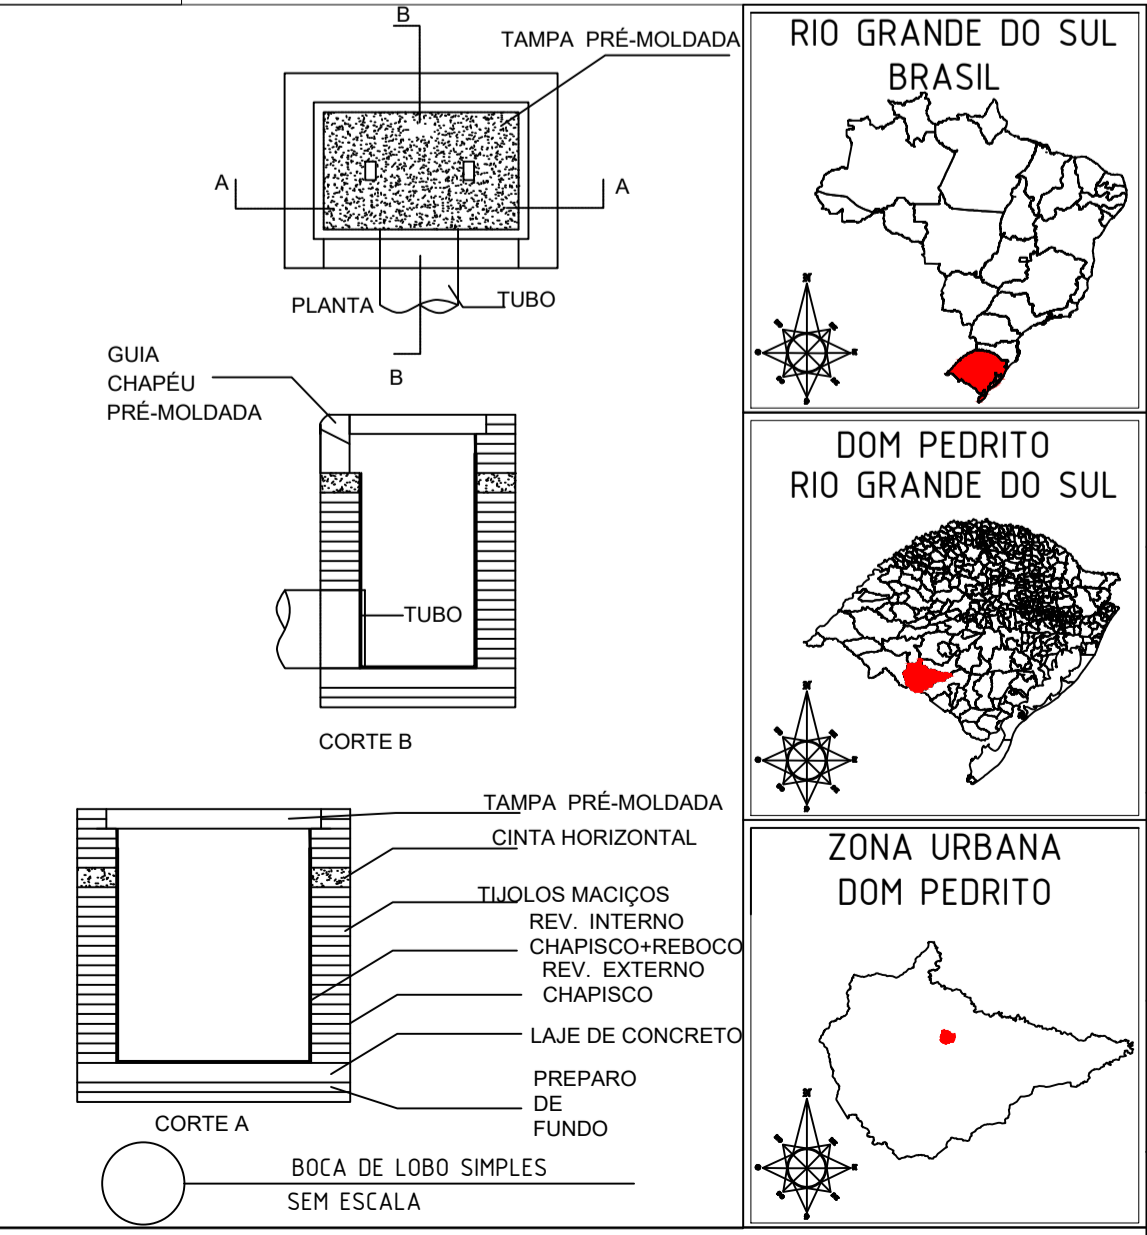 B
TAMPA PRÉ-MOLDADA
A
A
PLANTA
TUBO
B
GUIA
CHAPÉU
PRÉ-MOLDADA
TUBO
CORTE B
TAMPA PRÉ-MOLDADA
CINTA HORIZONTAL
TIJOLOS MACIÇOS
REV. INTERNO
CHAPISCO+REBOCO
REV. EXTERNO
CHAPISCO
LAJE DE CONCRETO
PREPARO
DE
FUNDO
CORTE A
BOCA DE LOBO SIMPLES
SEM ESCALA
RIO GRANDE DO SUL
BRASIL
DOM PEDRITO
RIO GRANDE DO SUL
ZONA URBANA
DOM PEDRITO